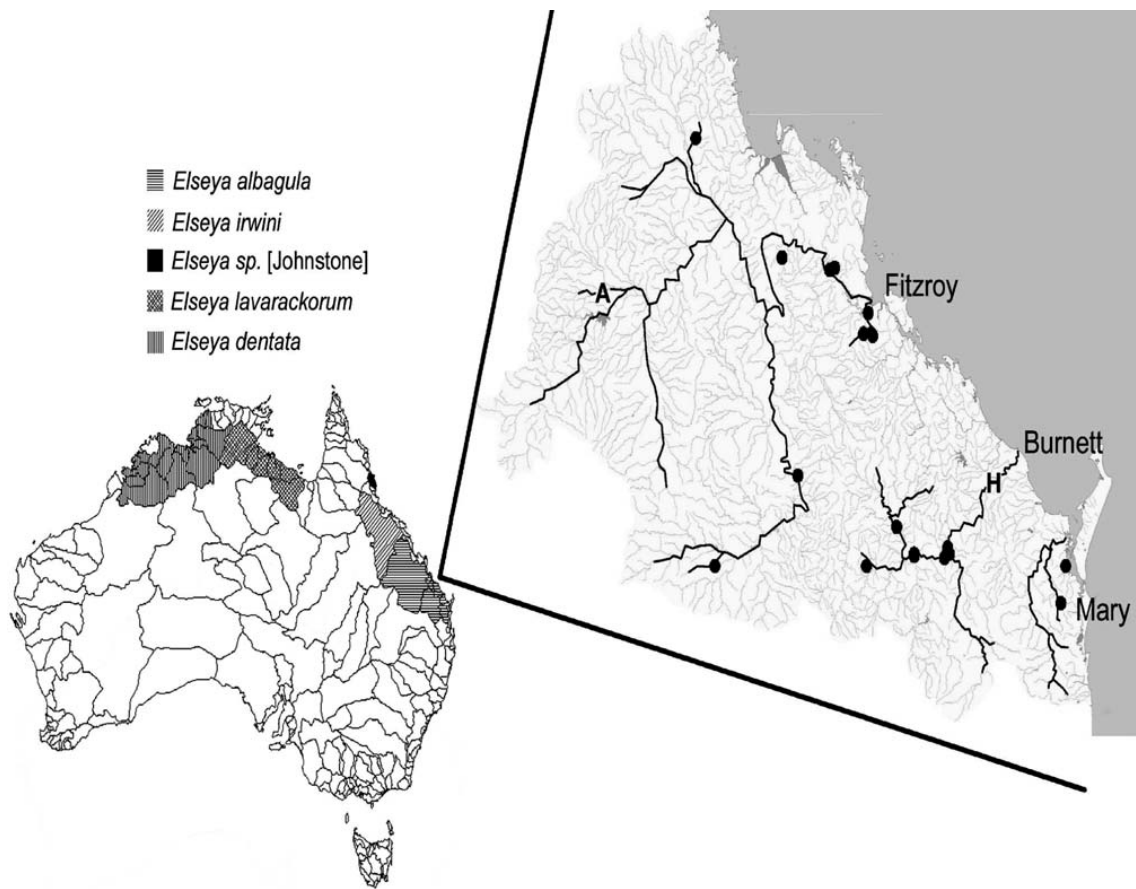 Elseya albagula
Elseya irwini
Elseya sp. [Johnstone]
Elseya lavarackorum
Elseya dentata
A
Fitzroy
Burnett
H
Mary